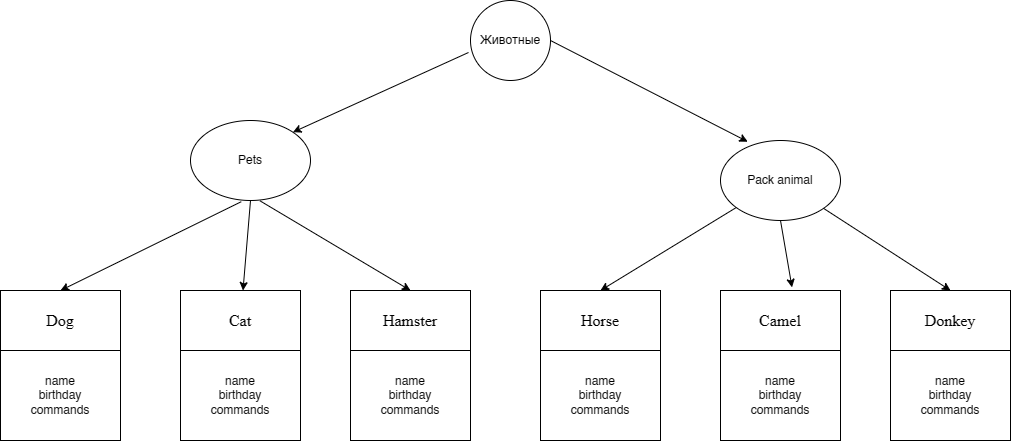 Животные
Pets
Pack animal
Dog
Cat
Hamster
Horse
Camel
Donkey
name
birthday
commands
name
birthday
commands
name
birthday
commands
name
birthday
commands
name
birthday
commands
name
birthday
commands